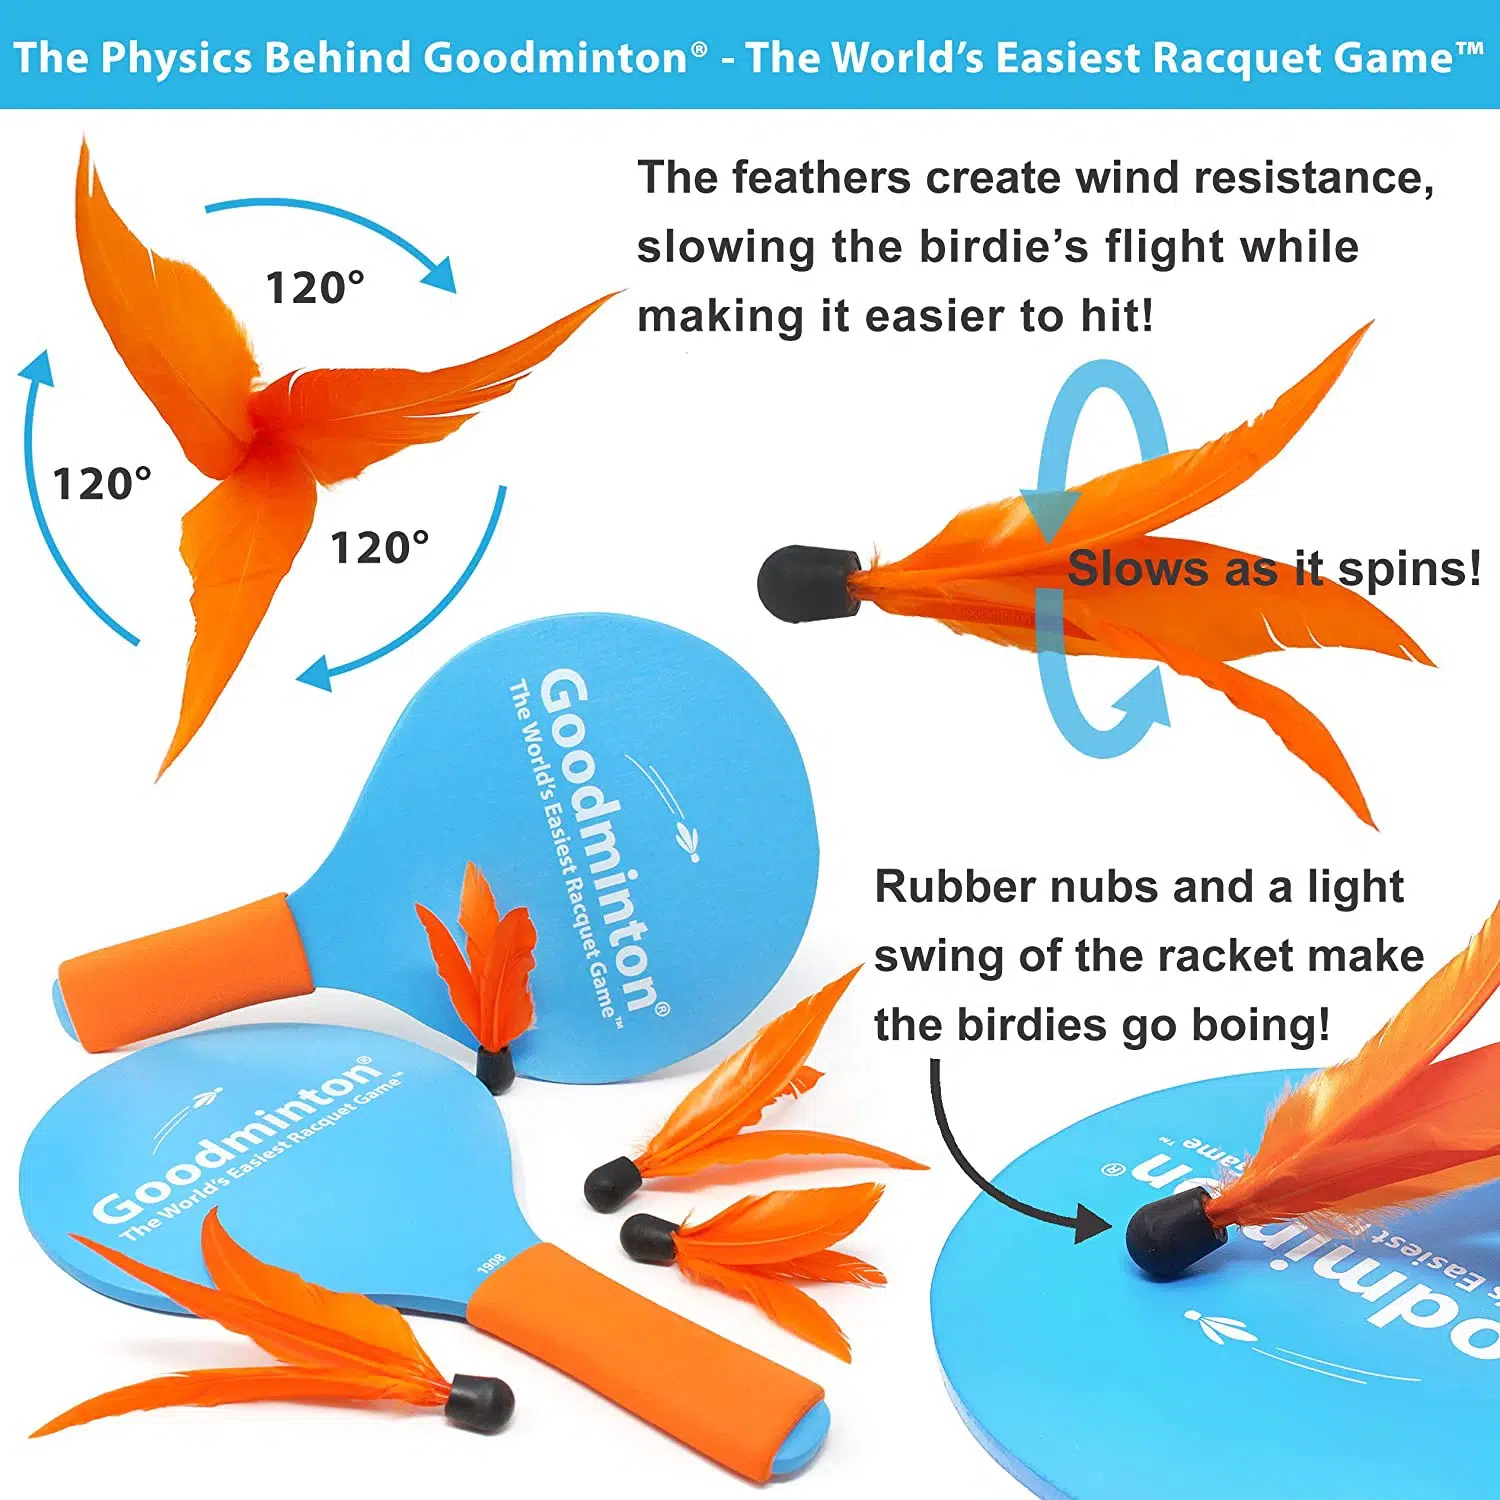 The Physics Behind Goodminton® - The World’s Easiest Racquet Game™
The feathers create wind resistance,
slowing the birdie’s flight while
making it easier to hit!
120°
120°
120°
Slows as it spins!
Goodminton
Goodminton®
The World's Easiest Racquet Game™
Rubber nubs and a light
swing of the racket make
the birdies go boing!
Goodminton®
The World's Easiest Racquet Game™
1908